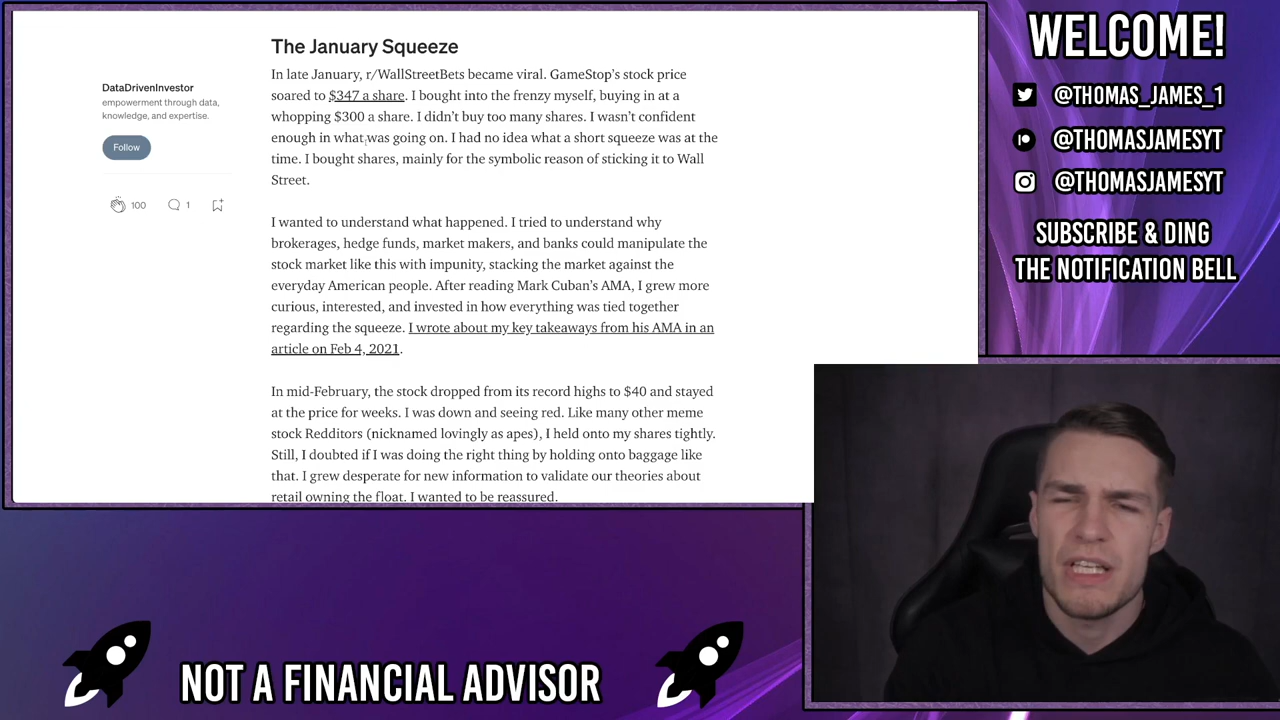 The January Squeeze
In late January, r/WallStreetBets became viral. GameStop's stock price
soared to $347 a share. I bought into the frenzy myself, buying in at a
whopping $300 a share. I didn't buy too many shares. I wasn't confident
enough in what was going on. I had no idea what a short squeeze was at the
time. I bought shares, mainly for the symbolic reason of sticking it to Wall
Street.
I wanted to understand what happened. I tried to understand why
brokerages, hedge funds, market makers, and banks could manipulate the
stock market like this with impunity, stacking the market against the
everyday American people. After reading Mark Cuban's AMA, I grew more
curious, interested, and invested in how everything was tied together
regarding the squeeze. I wrote about my key takeaways from his AMA in an
article on Feb 4, 2021.
In mid-February, the stock dropped from its record highs to $40 and stayed
at the price for weeks. I was down and seeing red. Like many other meme
stock Redditors (nicknamed lovingly as apes), I held onto my shares tightly.
Still, I doubted if I was doing the right thing by holding onto baggage like
that. I grew desperate for new information to validate our theories about
retail owning the float. I wanted to be reassured.
DataDrivenInvestor
empowerment through data,
knowledge, and expertise.
Follow
100
1
WELCOME!
@THOMAS_JAMES_1
@THOMASJAMESYT
@THOMASJAMESYT
SUBSCRIBE & DING
THE NOTIFICATION BELL
NOT A FINANCIAL ADVISOR